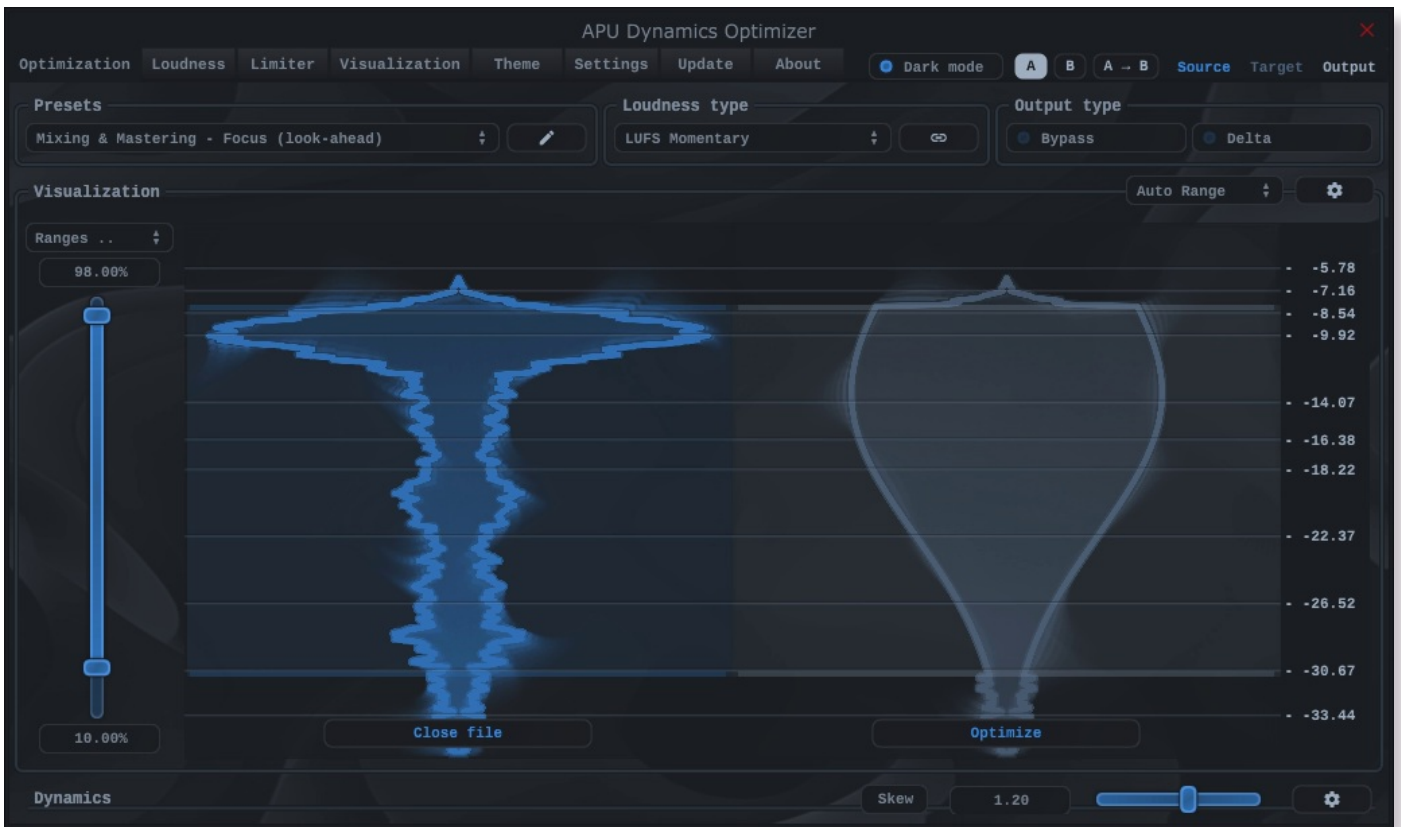 APU Dynamics Optimizer
Optimization Loudness Limiter Visualization Theme Settings Update About Dark mode A B A → B Source Target Output
Presets Loudness type Output type
Mixing & Mastering - Focus (look-ahead) LUFS Momentary Bypass Delta
Visualization Auto Range
Ranges ..
98.00%
- -5.78
- -7.16
- -8.54
- -9.92
- -14.07
- -16.38
- -18.22
- -22.37
- -26.52
- -30.67
- -33.44
10.00% Close file Optimize
Dynamics Skew 1.20